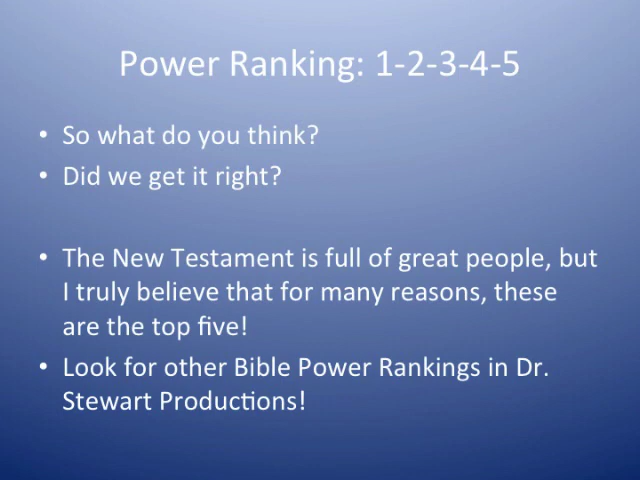 Power Ranking: 1-2-3-4-5
• So what do you think?
• Did we get it right?
• The New Testament is full of great people, but
I truly believe that for many reasons, these
are the top five!
• Look for other Bible Power Rankings in Dr.
Stewart Productions!